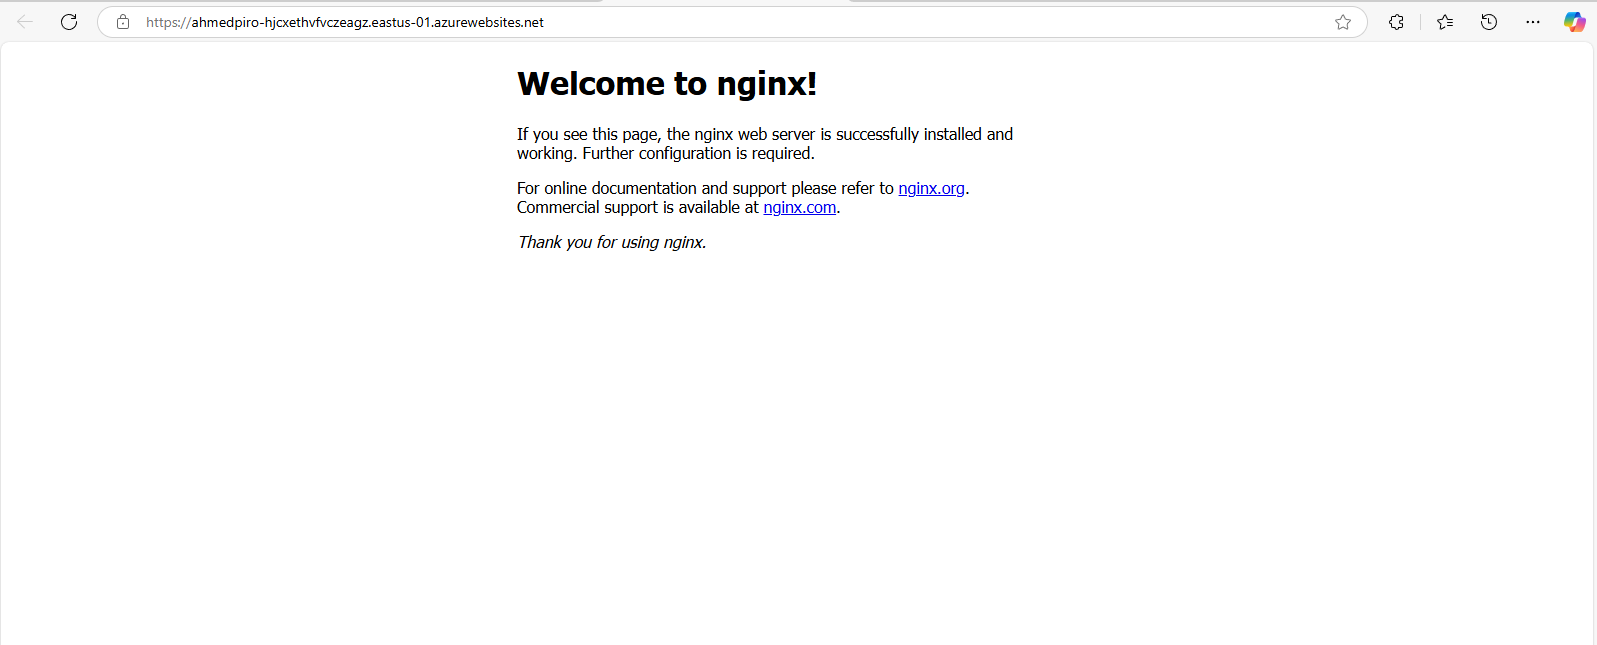 https://ahmedpiro-hjcxethvfvczeagz.eastus-01.azurewebsites.net
Welcome to nginx!
If you see this page, the nginx web server is successfully installed and
working. Further configuration is required.
For online documentation and support please refer to nginx.org.
Commercial support is available at nginx.com.
Thank you for using nginx.